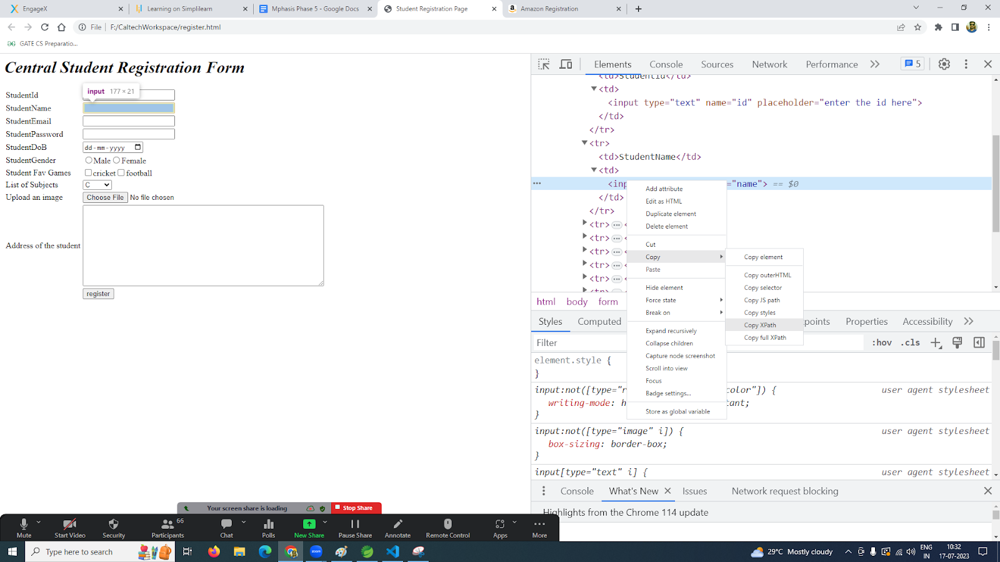 EngageX
Learning on Simplilearn
Mphasis Phase 5 - Google Docs
Student Registration Page
Amazon Registration
File
F:/CaltechWorkspace/register.html
GATE CS Preparatio...
Central Student Registration Form
input 177 × 21
StudentId
StudentName
StudentEmail
StudentPassword
StudentDoB dd-mm-yyyy
StudentGender Male Female
Student Fav Games cricket football
List of Subjects C
Upload an image Choose File No file chosen
Address of the student
register
Elements Console Sources Network Performance 5
<td>StudentId</td>
<td>
<input type="text" name="id" placeholder="enter the id here">
</td>
</tr>
<tr>
<td>StudentName</td>
<td>
<inp ="name"> == $0
</td>
</tr>
<tr>
<tr>
<tr>
<tr>
<tr>
<tr>
Add attribute
Edit as HTML
Duplicate element
Delete element
Cut
Copy
Paste
Hide element
Force state
Break on
Expand recursively
Collapse children
Capture node screenshot
Scroll into view
Focus
Badge settings...
Store as global variable
Copy element
Copy outerHTML
Copy selector
Copy JS path
Copy styles
Copy XPath
Copy full XPath
html body form
Styles Computed points Properties Accessibility
Filter :hov .cls
element.style {
}
input:not([type="r color"]) { user agent stylesheet
writing-mode: h tant;
}
input:not([type="image" i]) { user agent stylesheet
box-sizing: border-box;
}
input[type="text" i] { user agent stylesheet
Console What's New Issues Network request blocking
Highlights from the Chrome 114 update
Your screen share is loading Stop Share
Mute
Start Video
Security
Participants 66
Chat
Polls
New Share
Pause Share
Annotate
Remote Control
Apps
More
Type here to search
zoom
29°C Mostly cloudy
ENG
IN
10:32
17-07-2023